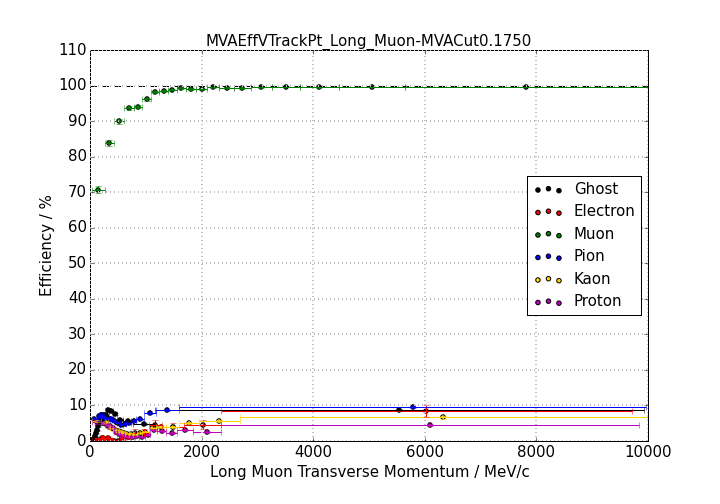 MVAEffVTrackPt_Long_Muon-MVACut0.1750
110
100
90
80
70
60
50
40
30
20
10
0
Efficiency / %
Ghost
Electron
Muon
Pion
Kaon
Proton
0 2000 4000 6000 8000 10000
Long Muon Transverse Momentum / MeV/c